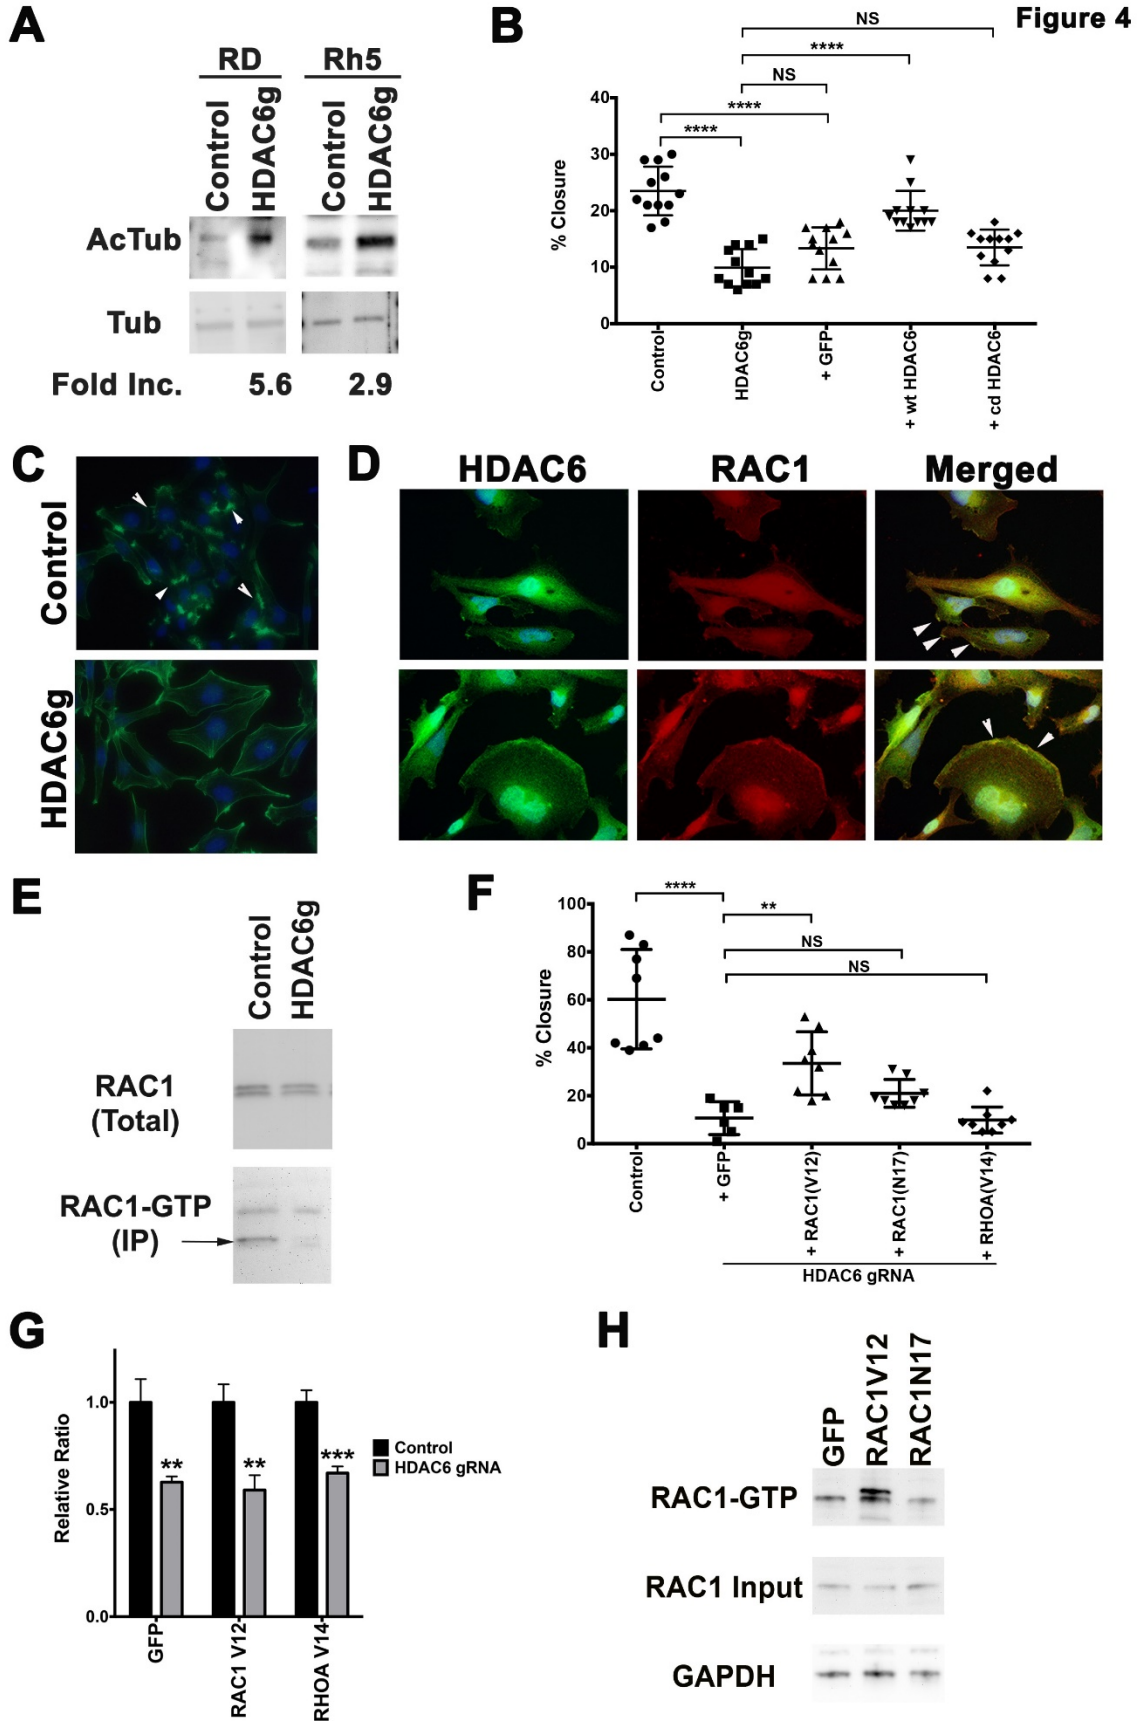 Figure 4
A
RD
Rh5
Control
HDAC6g
Control
HDAC6g
AcTub
Tub
Fold Inc.
5.6
2.9
B
NS
****
NS
****
****
% Closure
40
30
20
10
0
Control
HDAC6g
+ GFP
+ wt HDAC6
+ cd HDAC6
C
Control
HDAC6g
D
HDAC6
RAC1
Merged
E
Control
HDAC6g
RAC1
(Total)
RAC1-GTP
(IP)
F
****
**
NS
NS
% Closure
100
80
60
40
20
0
Control
+ GFP
+ RAC1(V12)
+ RAC1(N17)
+ RHOA(V14)
HDAC6 gRNA
G
Relative Ratio
1.0
0.5
0.0
**
**
***
Control
HDAC6 gRNA
GFP
RAC1 V12
RHOA V14
H
GFP
RAC1V12
RAC1N17
RAC1-GTP
RAC1 Input
GAPDH